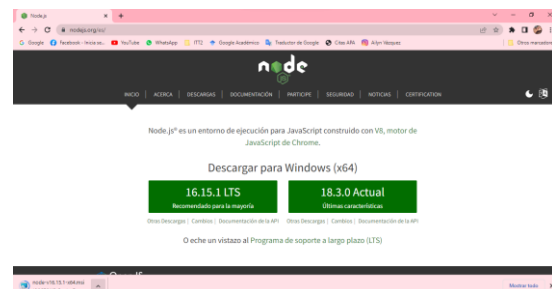 Node.js
nodejs.org/es/
Google
Facebook - Inicia se...
YouTube
WhatsApp
ITT2
Google Académico
Traductor de Google
Citas APA
Ailyn Vázquez
Otros marcadores
node
JS
INICIO | ACERCA | DESCARGAS | DOCUMENTACIÓN | PARTICIPE | SEGURIDAD | NOTICIAS | CERTIFICATION
Node.js® es un entorno de ejecución para JavaScript construido con V8, motor de
JavaScript de Chrome.
Descargar para Windows (x64)
16.15.1 LTS
Recomendado para la mayoría
18.3.0 Actual
Últimas características
Otras Descargas | Cambios | Documentación de la API
Otras Descargas | Cambios | Documentación de la API
O eche un vistazo al Programa de soporte a largo plazo (LTS)
node-v16.15.1-x64.msi
Mostrar todo